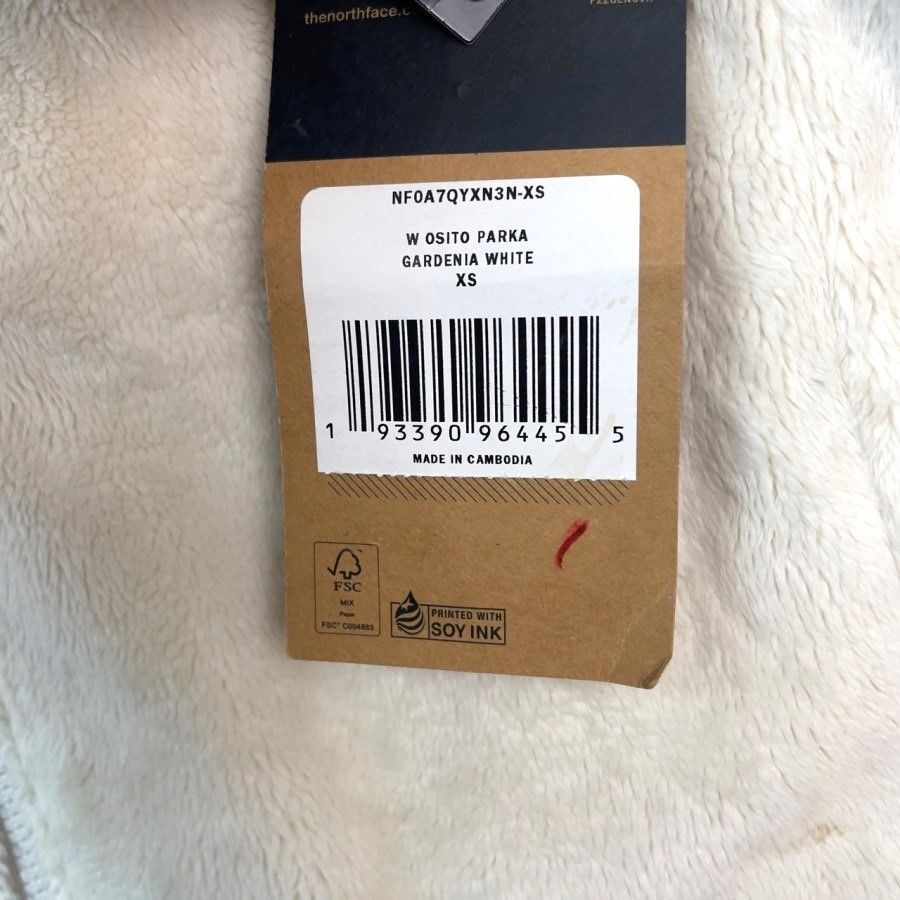 thenorthface.c
NF0A7QYXN3N-XS
W OSITO PARKA
GARDENIA WHITE
XS
1 93390 96445 5
MADE IN CAMBODIA
FSC
MIX
Paper
FSC® C004683
PRINTED WITH
SOY INK